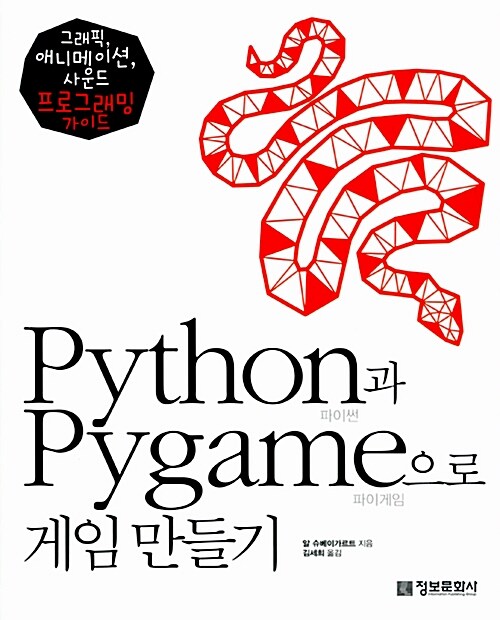 그래픽,
애니메이션,
사운드
프로그래밍
가이드
Python과
파이썬
Pygame으로
파이게임
게임 만들기
알 슈베이가르트 지음
김세희 옮김
정보문화사